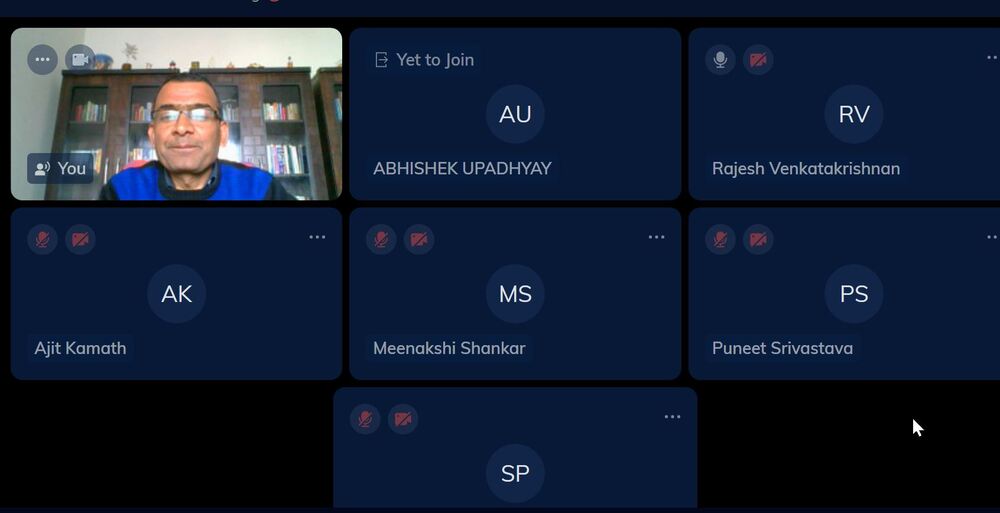 You
Yet to Join
AU
ABHISHEK UPADHYAY
RV
Rajesh Venkatakrishnan
AK
Ajit Kamath
MS
Meenakshi Shankar
PS
Puneet Srivastava
SP